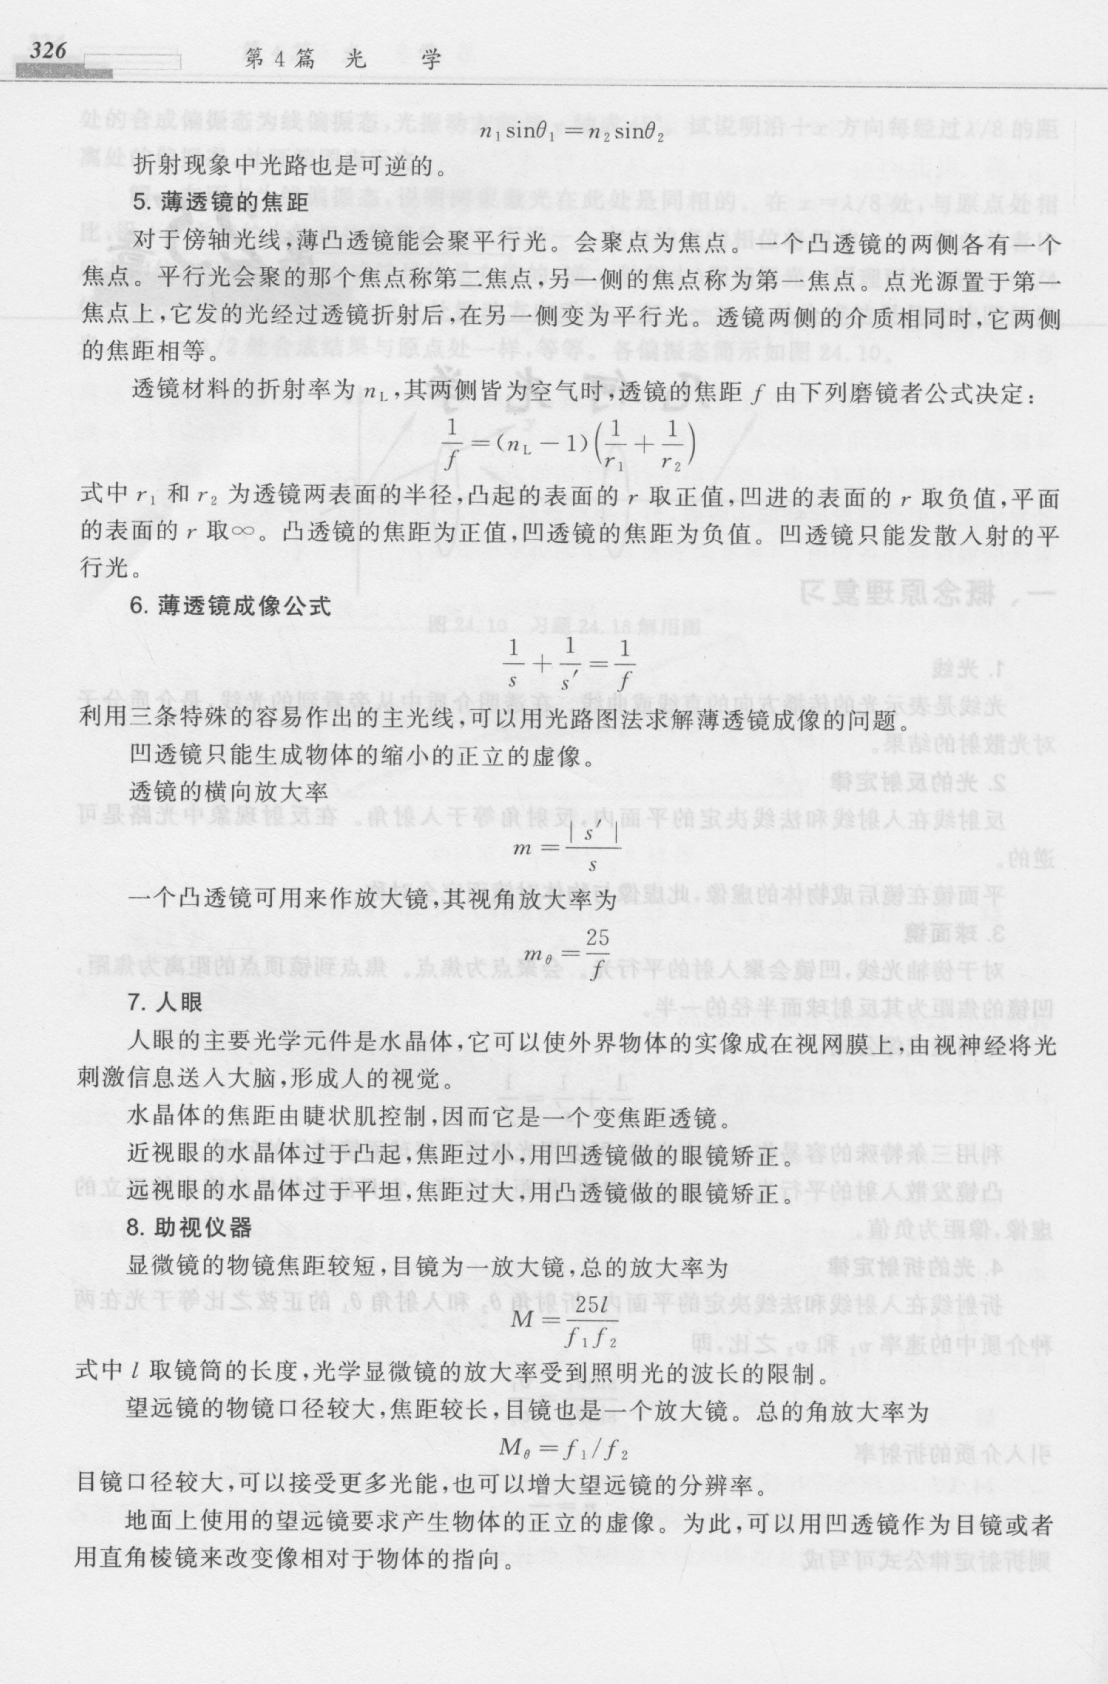 326
第4篇 光 学
n₁sinθ₁=n₂sinθ₂
折射现象中光路也是可逆的。
5. 薄透镜的焦距
对于傍轴光线,薄凸透镜能会聚平行光。会聚点为焦点。一个凸透镜的两侧各有一个
焦点。平行光会聚的那个焦点称第二焦点,另一侧的焦点称为第一焦点。点光源置于第一
焦点上,它发的光经过透镜折射后,在另一侧变为平行光。透镜两侧的介质相同时,它两侧
的焦距相等。
透镜材料的折射率为 n_L,其两侧皆为空气时,透镜的焦距 f 由下列磨镜者公式决定:
1/f=(n_L-1)(1/r₁+1/r₂)
式中 r₁ 和 r₂ 为透镜两表面的半径,凸起的表面的 r 取正值,凹进的表面的 r 取负值,平面
的表面的 r 取∞。凸透镜的焦距为正值,凹透镜的焦距为负值。凹透镜只能发散入射的平
行光。
6. 薄透镜成像公式
1/s+1/s′=1/f
利用三条特殊的容易作出的主光线,可以用光路图法求解薄透镜成像的问题。
凹透镜只能生成物体的缩小的正立的虚像。
透镜的横向放大率
m=|s′|/s
一个凸透镜可用来作放大镜,其视角放大率为
m_θ=25/f
7. 人眼
人眼的主要光学元件是水晶体,它可以使外界物体的实像成在视网膜上,由视神经将光
刺激信息送入大脑,形成人的视觉。
水晶体的焦距由睫状肌控制,因而它是一个变焦距透镜。
近视眼的水晶体过于凸起,焦距过小,用凹透镜做的眼镜矫正。
远视眼的水晶体过于平坦,焦距过大,用凸透镜做的眼镜矫正。
8. 助视仪器
显微镜的物镜焦距较短,目镜为一放大镜,总的放大率为
M=25l/f₁f₂
式中 l 取镜筒的长度,光学显微镜的放大率受到照明光的波长的限制。
望远镜的物镜口径较大,焦距较长,目镜也是一个放大镜。总的角放大率为
M_θ=f₁/f₂
目镜口径较大,可以接受更多光能,也可以增大望远镜的分辨率。
地面上使用的望远镜要求产生物体的正立的虚像。为此,可以用凹透镜作为目镜或者
用直角棱镜来改变像相对于物体的指向。